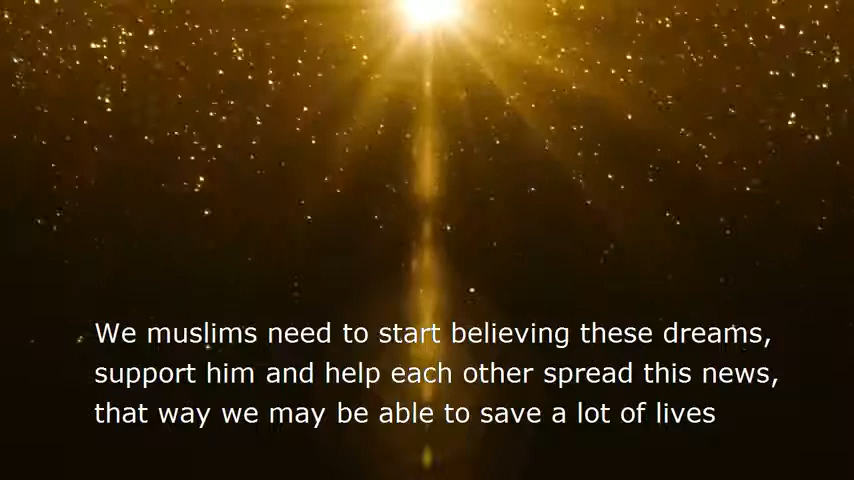 We muslims need to start believing these dreams,
support him and help each other spread this news,
that way we may be able to save a lot of lives